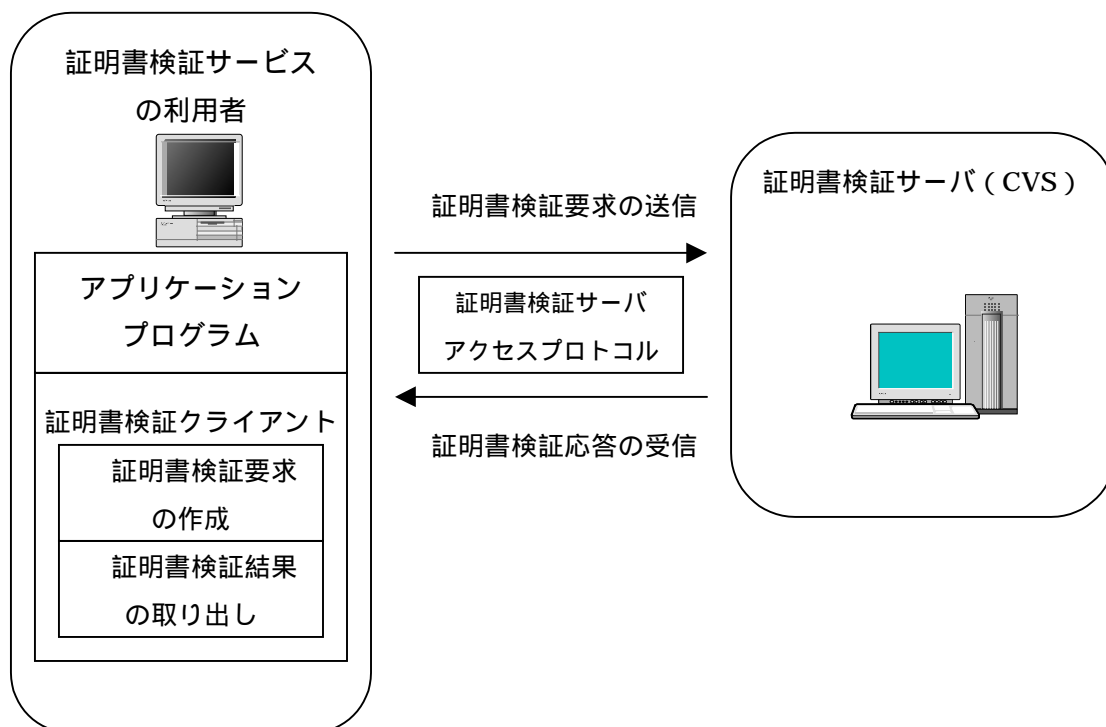 証明書検証サービス
の利用者
アプリケーション
プログラム
証明書検証クライアント
証明書検証要求
の作成
証明書検証結果
の取り出し
証明書検証要求の送信
証明書検証サーバ
アクセスプロトコル
証明書検証応答の受信
証明書検証サーバ（CVS）